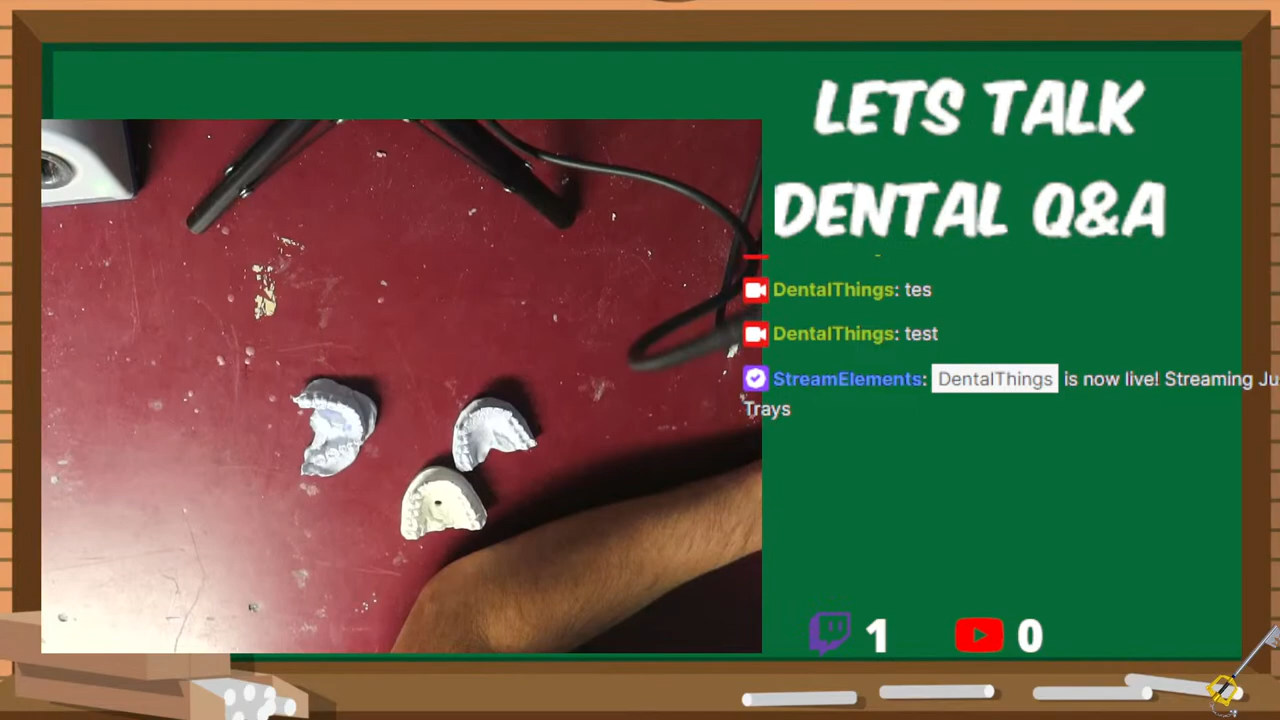 LETS TALK
DENTAL Q&A
DentalThings: tes
DentalThings: test
StreamElements: DentalThings is now live! Streaming Ju
Trays
1
0